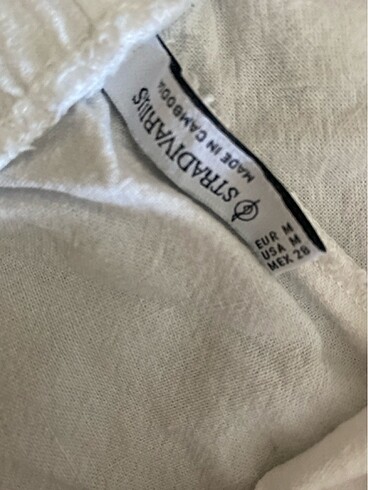 STRADIVARIUS
MADE IN CAMBODIA
EUR M
USA M
MEX 28